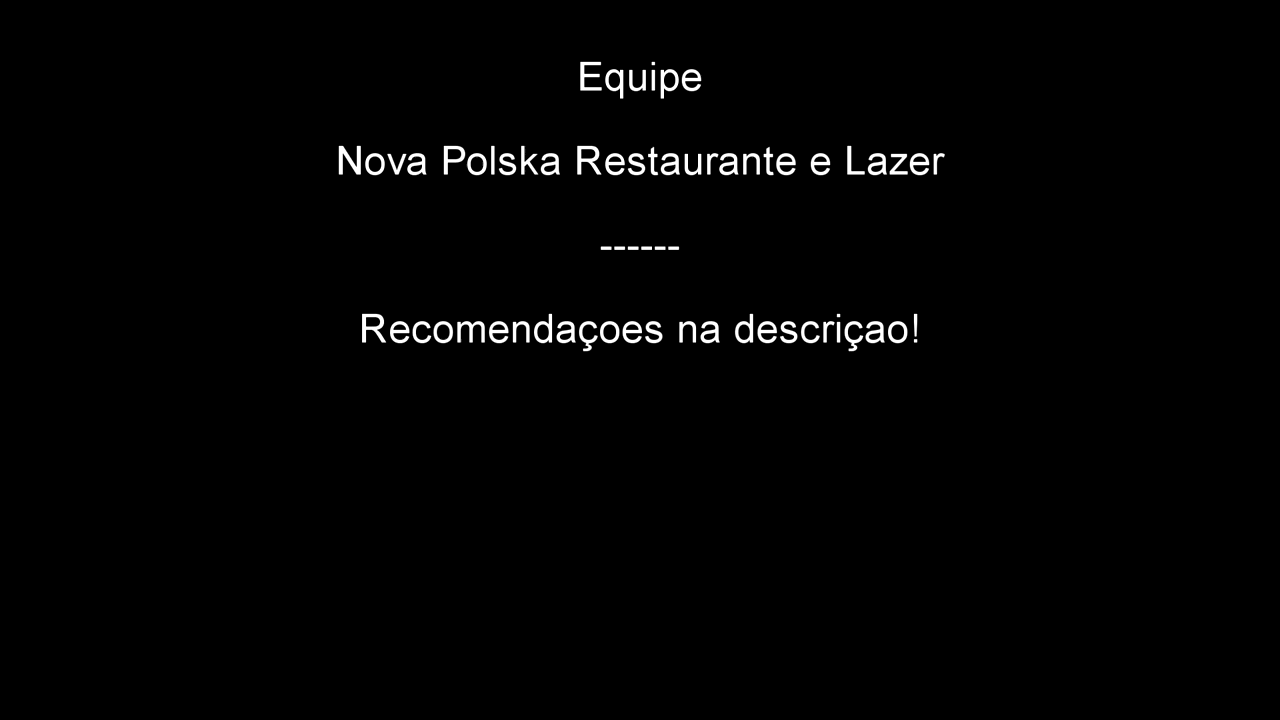 Equipe
Nova Polska Restaurante e Lazer
------
Recomendaçoes na descriçao!